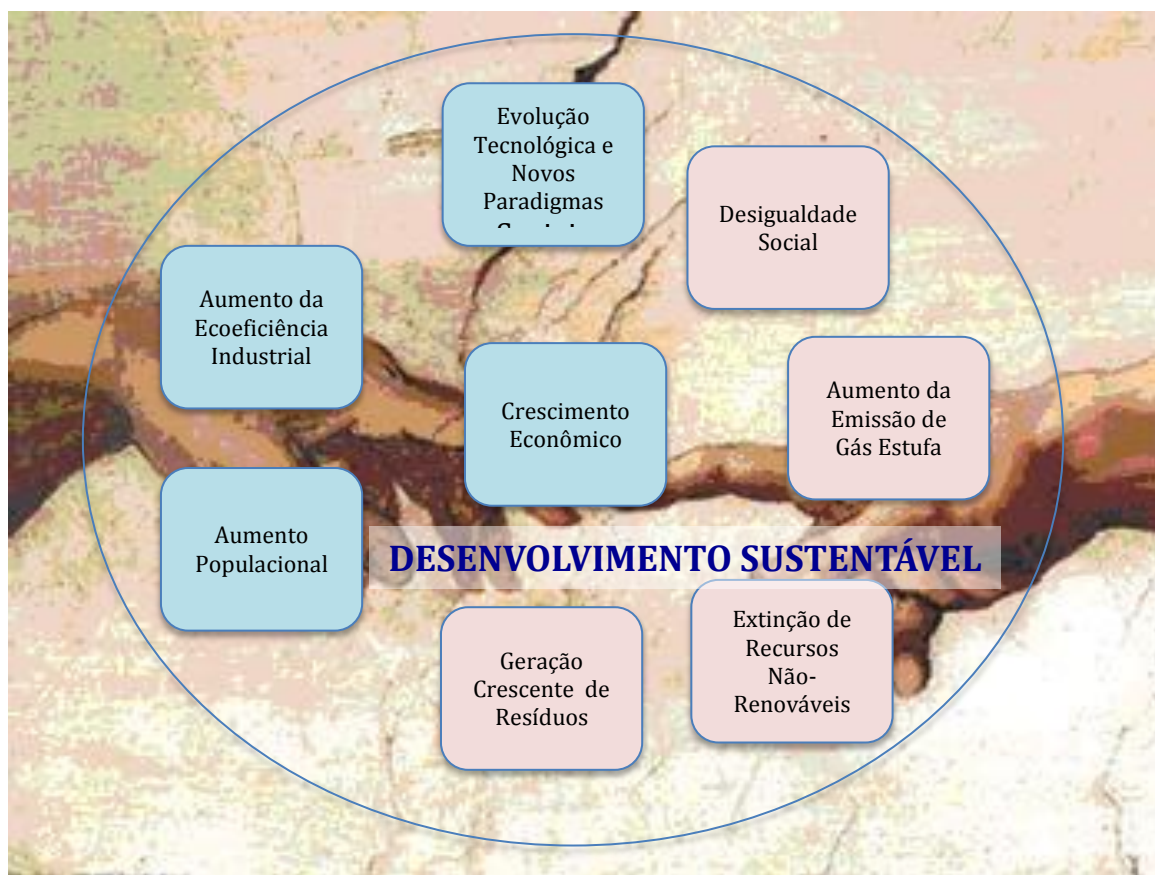 Evolução
Tecnológica e
Novos
Paradigmas
Desigualdade
Social
Aumento da
Ecoeficiência
Industrial
Crescimento
Econômico
Aumento da
Emissão de
Gás Estufa
Aumento
Populacional
DESENVOLVIMENTO SUSTENTÁVEL
Geração
Crescente de
Resíduos
Extinção de
Recursos
Não-
Renováveis